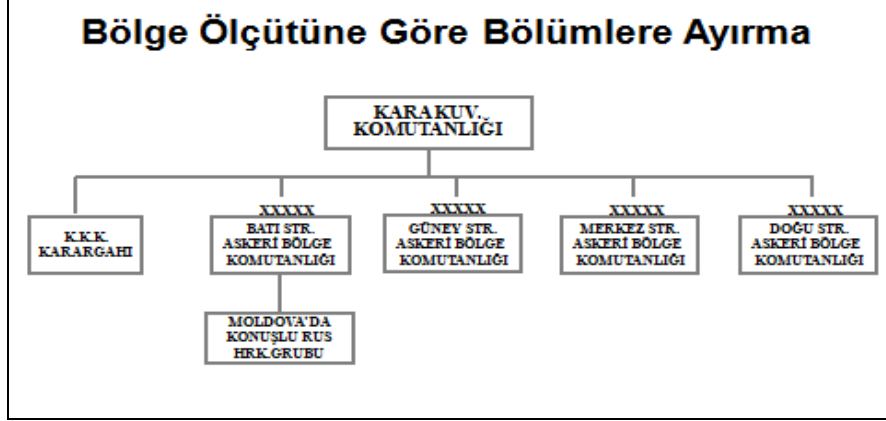 Bölge Ölçütüne Göre Bölümlere Ayırma
KARA KUV.
KOMUTANLIĞI
K.K.K.
KARARGAHI
XXXXX
BATI STR.
ASKERİ BÖLGE
KOMUTANLIĞI
XXXXX
GÜNEY STR.
ASKERİ BÖLGE
KOMUTANLIĞI
XXXXX
MERKEZ STR.
ASKERİ BÖLGE
KOMUTANLIĞI
XXXXX
DOĞU STR.
ASKERİ BÖLGE
KOMUTANLIĞI
MOLDOVA'DA
KONUŞLU RUS
HRK.GRUBU